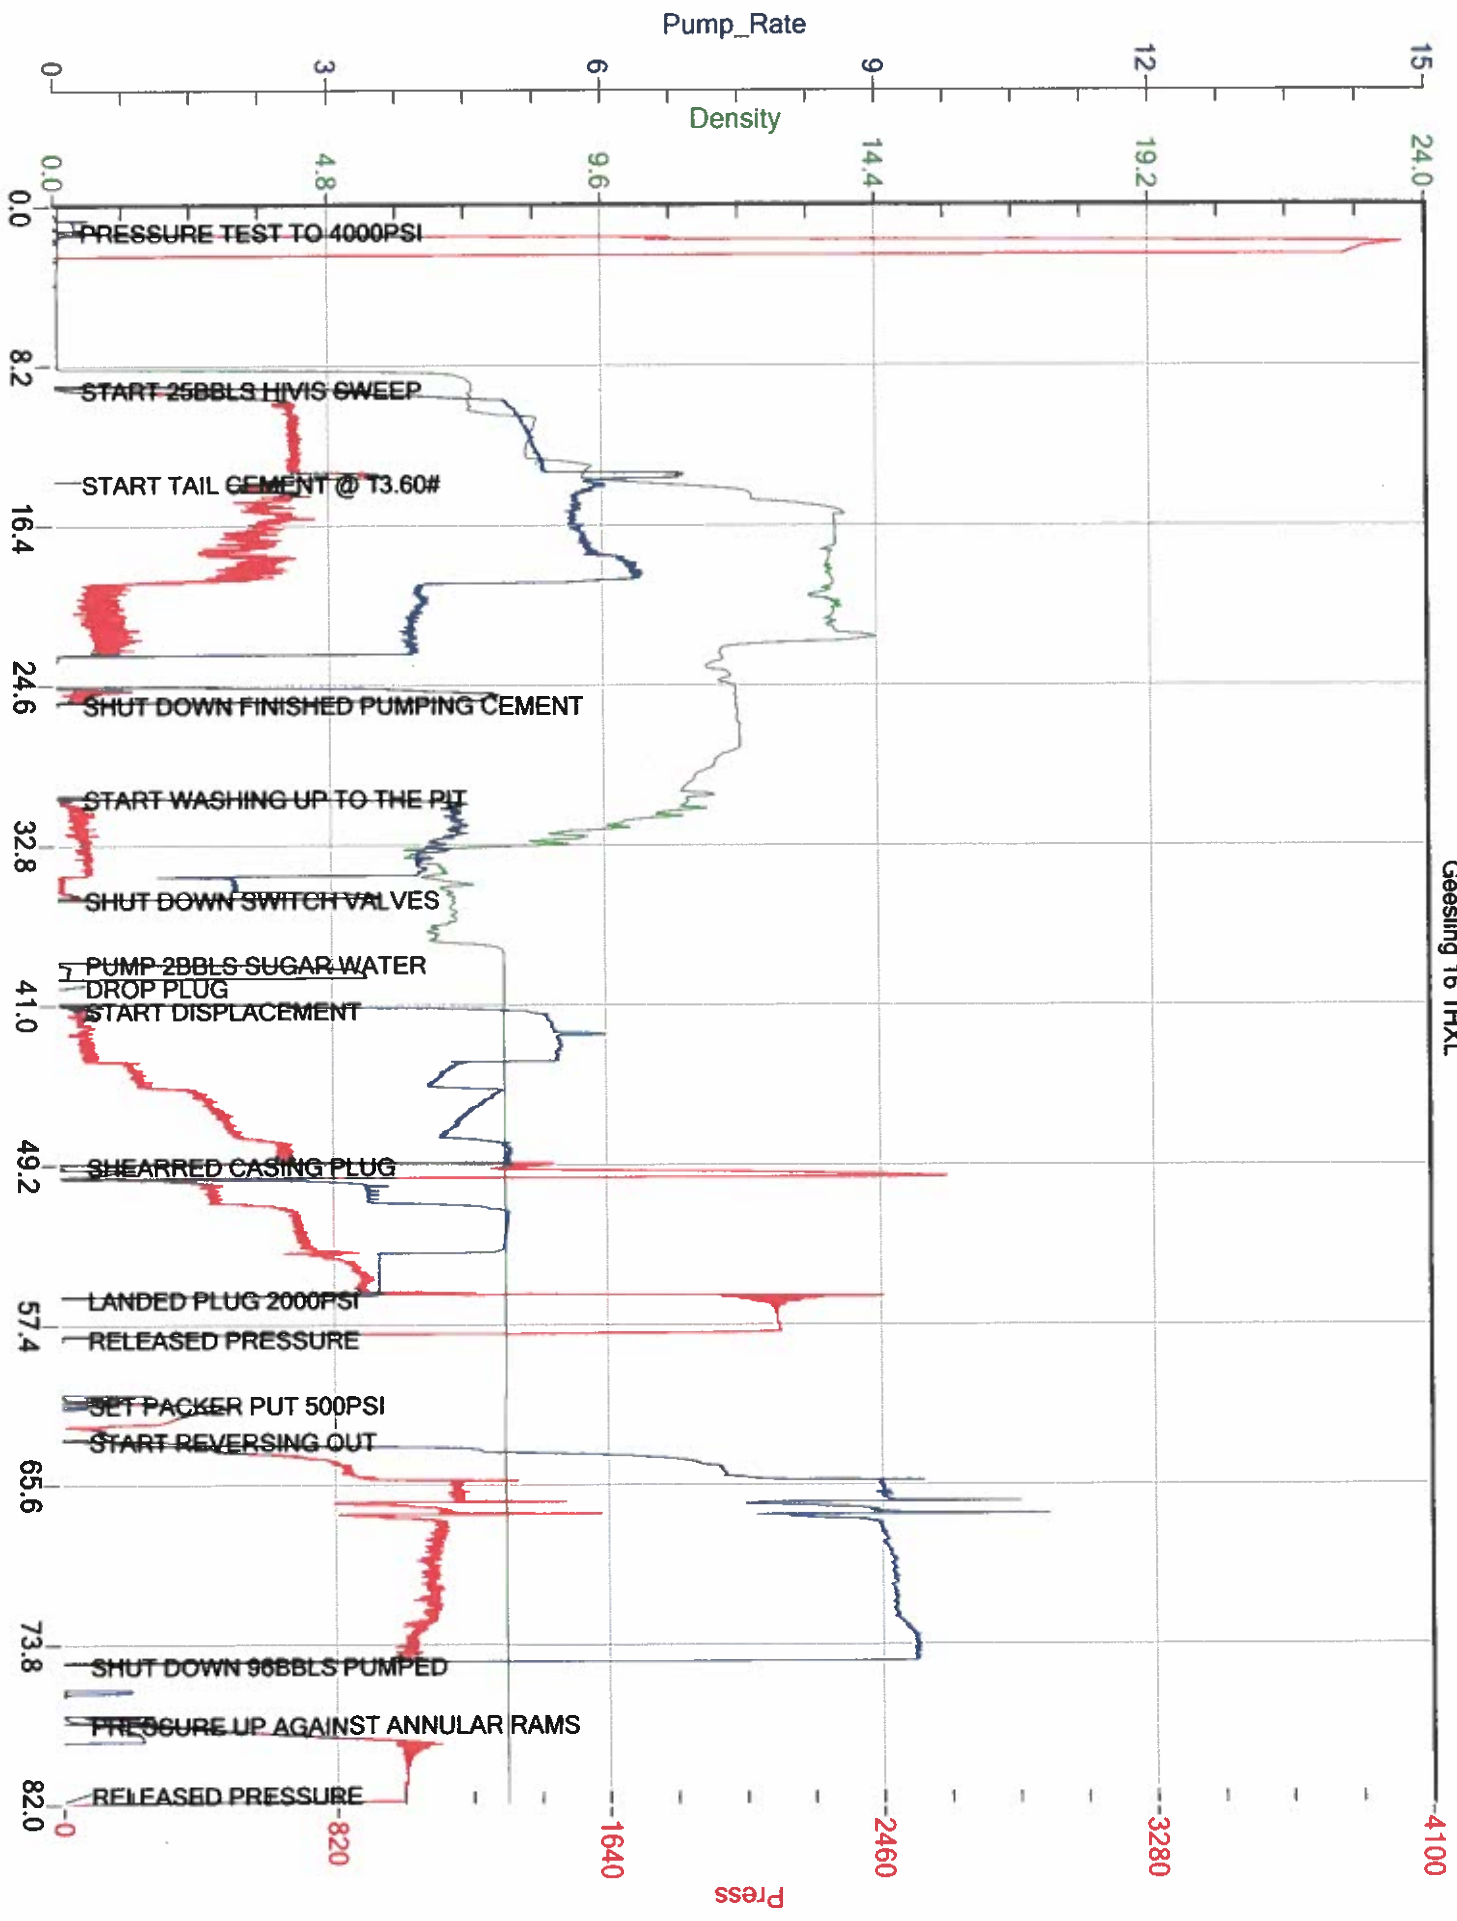 Pump_Rate
0
3
6
9
12
15
Density
0.0
4.8
9.6
14.4
19.2
24.0
0.0
PRESSURE TEST TO 4000PSI
8.2
START 25BBLS HIVIS SWEEP
START TAIL CEMENT @ 13.60#
16.4
24.6
SHUT DOWN FINISHED PUMPING CEMENT
START WASHING UP TO THE PIT
32.8
SHUT DOWN SWITCH VALVES
PUMP 2BBLS SUGAR WATER
DROP PLUG
41.0
START DISPLACEMENT
49.2
SHEARRED CASING PLUG
LANDED PLUG 2000PSI
57.4
RELEASED PRESSURE
SET PACKER PUT 500PSI
START REVERSING OUT
65.6
73.8
SHUT DOWN 96BBLS PUMPED
PRESSURE UP AGAINST ANNULAR RAMS
RELEASED PRESSURE
82.0
0
820
1640
2460
3280
4100
Press
Geesling 16 1HXL